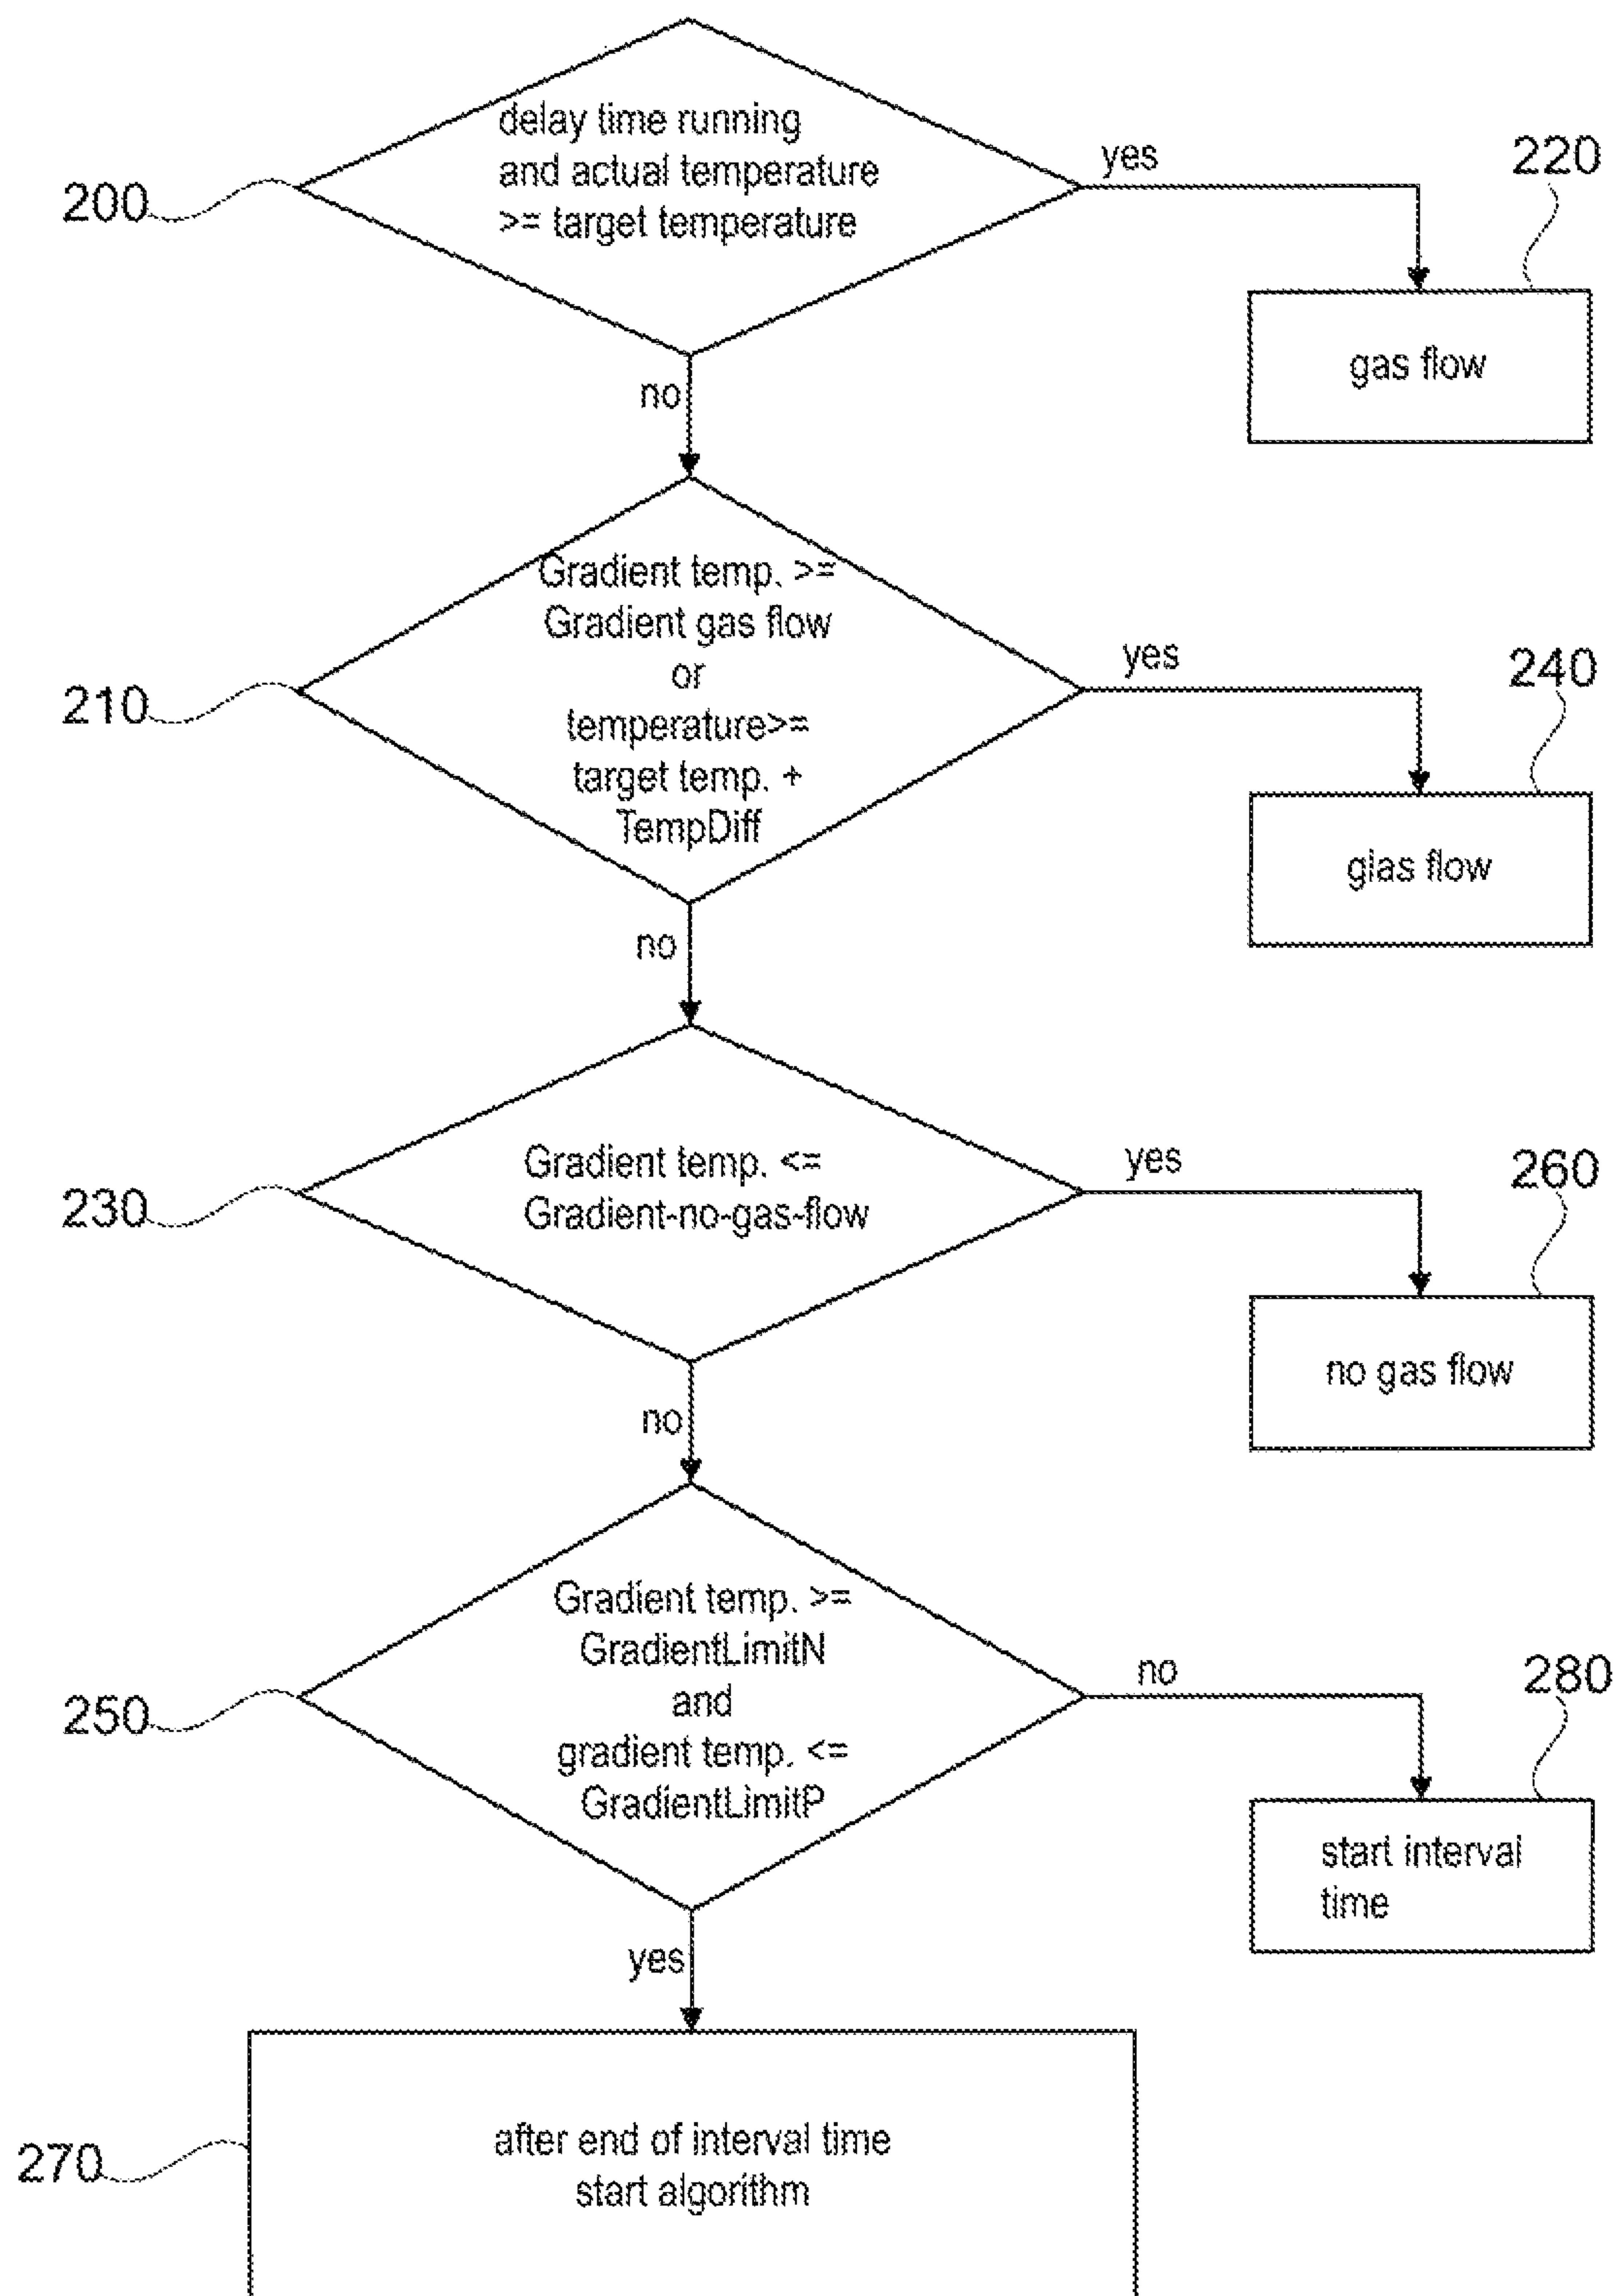 delay time running
and actual temperature
>= target temperature
yes
200
220
gas flow
no
Gradient temp. >=
Gradient gas flow
or
temperature>=
target temp. +
TempDiff
yes
210
240
glas flow
no
Gradient temp. <=
Gradient-no-gas-flow
yes
230
260
no gas flow
no
Gradient temp. >=
GradientLimitN
and
gradient temp. <=
GradientLimitP
no
250
280
start interval
time
yes
270
after end of interval time
start algorithm